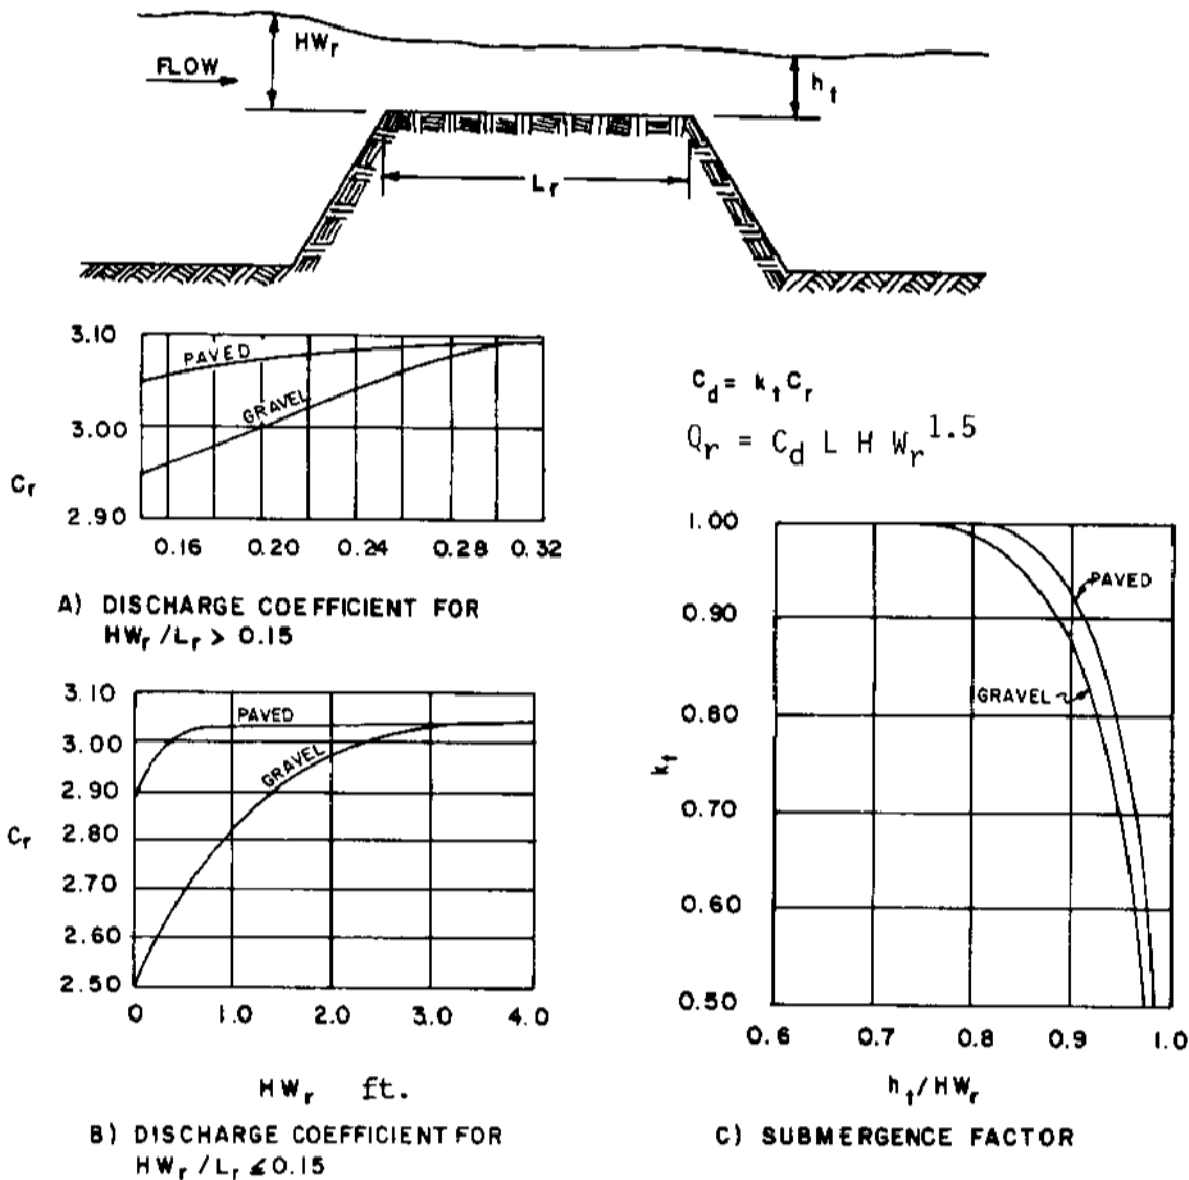 HWr
FLOW
ht
Lr
3.10
PAVED
GRAVEL
3.00
Cr
2.90
0.16 0.20 0.24 0.28 0.32
A) DISCHARGE COEFFICIENT FOR
HWr/Lr > 0.15
Cd = kt Cr
Qr = Cd L H Wr 1.5
3.10
PAVED
3.00
GRAVEL
2.90
Cr
2.80
2.70
2.60
2.50
0 1.0 2.0 3.0 4.0
HWr ft.
B) DISCHARGE COEFFICIENT FOR
HWr/Lr ≤ 0.15
1.00
PAVED
0.90
GRAVEL
0.80
kt
0.70
0.60
0.50
0.6 0.7 0.8 0.9 1.0
ht/HWr
C) SUBMERGENCE FACTOR